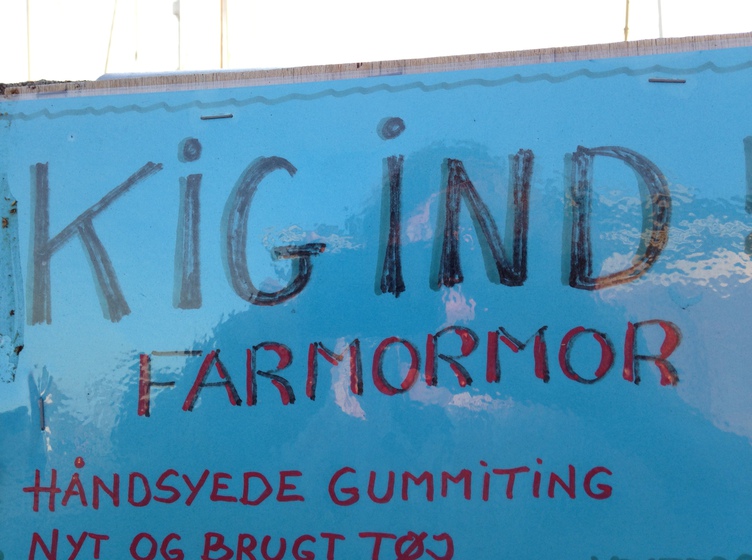 KiG iND
FARMORMOR
HÅNDSYEDE GUMMiTiNG
NYT OG BRUGT TØJ